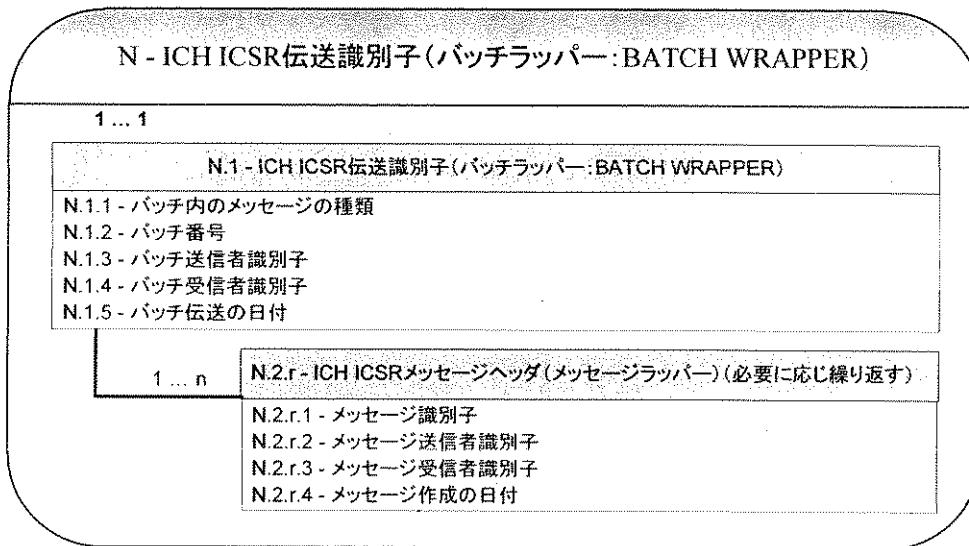 N - ICH ICSR伝送識別子(バッチラッパー:BATCH WRAPPER)
1 ... 1
N.1 - ICH ICSR伝送識別子(バッチラッパー:BATCH WRAPPER)
N.1.1 - バッチ内のメッセージの種類
N.1.2 - バッチ番号
N.1.3 - バッチ送信者識別子
N.1.4 - バッチ受信者識別子
N.1.5 - バッチ伝送の日付
1 ... n
N.2.r - ICH ICSRメッセージヘッダ(メッセージラッパー)(必要に応じ繰り返す)
N.2.r.1 - メッセージ識別子
N.2.r.2 - メッセージ送信者識別子
N.2.r.3 - メッセージ受信者識別子
N.2.r.4 - メッセージ作成の日付